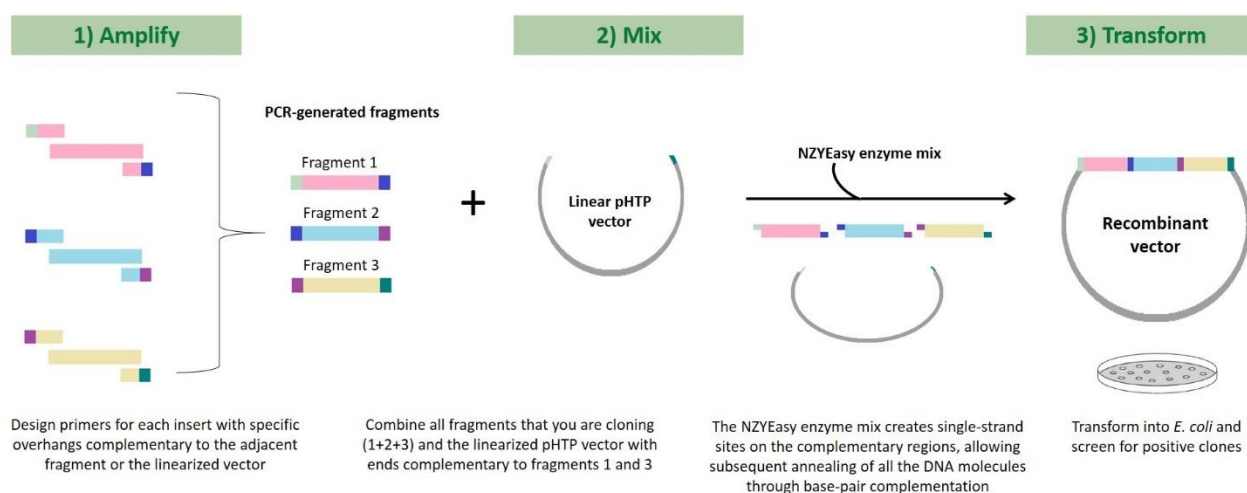 1) Amplify
2) Mix
3) Transform
PCR-generated fragments
Fragment 1
Fragment 2
Fragment 3
+
Linear pHTP
vector
NZYEasy enzyme mix
Recombinant
vector
Design primers for each insert with specific
overhangs complementary to the adjacent
fragment or the linearized vector
Combine all fragments that you are cloning
(1+2+3) and the linearized pHTP vector with
ends complementary to fragments 1 and 3
The NZYEasy enzyme mix creates single-strand
sites on the complementary regions, allowing
subsequent annealing of all the DNA molecules
through base-pair complementation
Transform into E. coli and
screen for positive clones